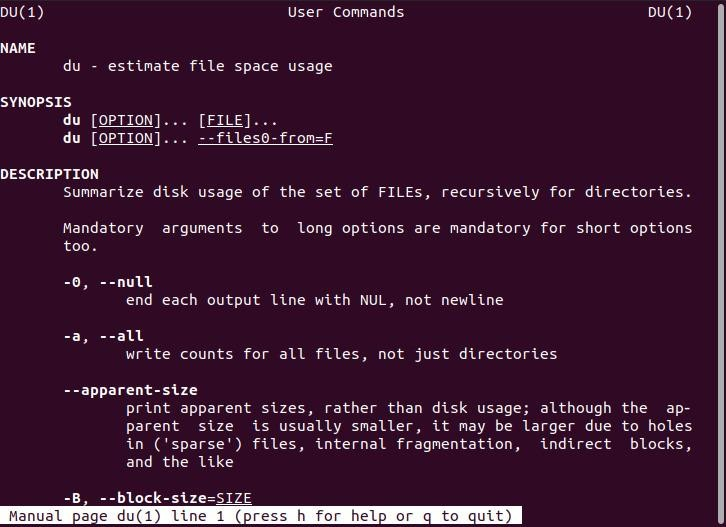 DU(1) User Commands DU(1)
NAME
du - estimate file space usage
SYNOPSIS
du [OPTION]... [FILE]...
du [OPTION]... --files0-from=F
DESCRIPTION
Summarize disk usage of the set of FILEs, recursively for directories.
Mandatory arguments to long options are mandatory for short options
too.
-0, --null
end each output line with NUL, not newline
-a, --all
write counts for all files, not just directories
--apparent-size
print apparent sizes, rather than disk usage; although the ap-
parent size is usually smaller, it may be larger due to holes
in ('sparse') files, internal fragmentation, indirect blocks,
and the like
-B, --block-size=SIZE
Manual page du(1) line 1 (press h for help or q to quit)